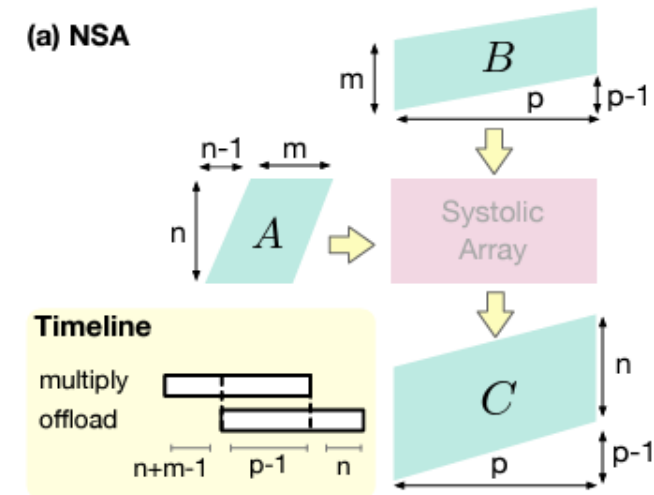 (a) NSA
B
m
p
p-1
n-1
m
n
A
Systolic
Array
Timeline
multiply
offload
n+m-1
p-1
n
C
n
p-1
p